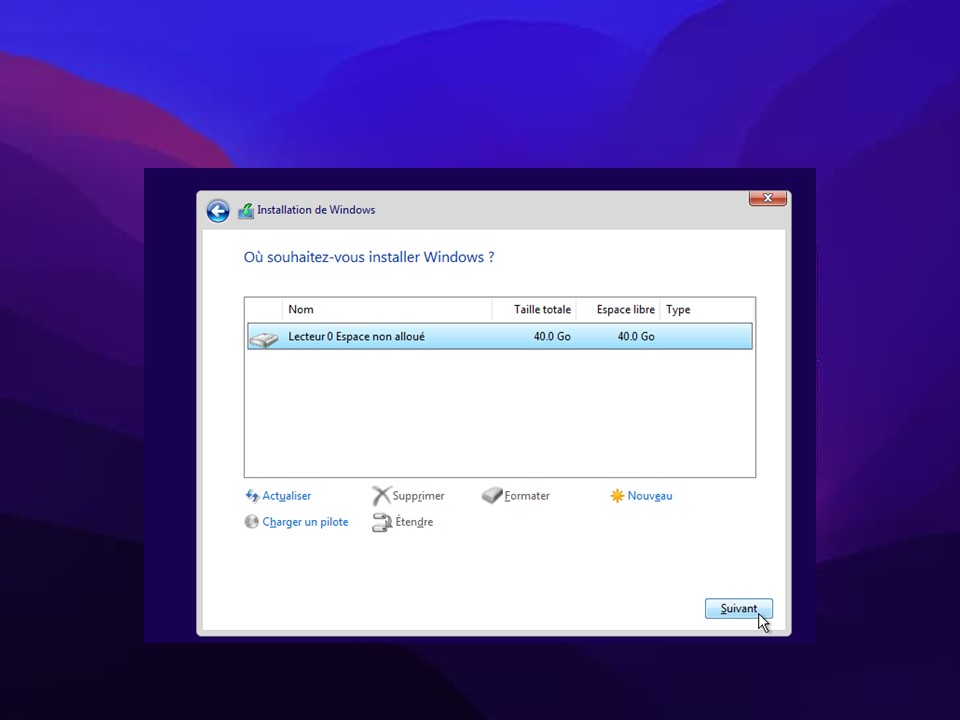 Installation de Windows
Où souhaitez-vous installer Windows ?
Nom Taille totale Espace libre Type
Lecteur 0 Espace non alloué 40.0 Go 40.0 Go
Actualiser Supprimer Formater Nouveau
Charger un pilote Étendre
Suivant